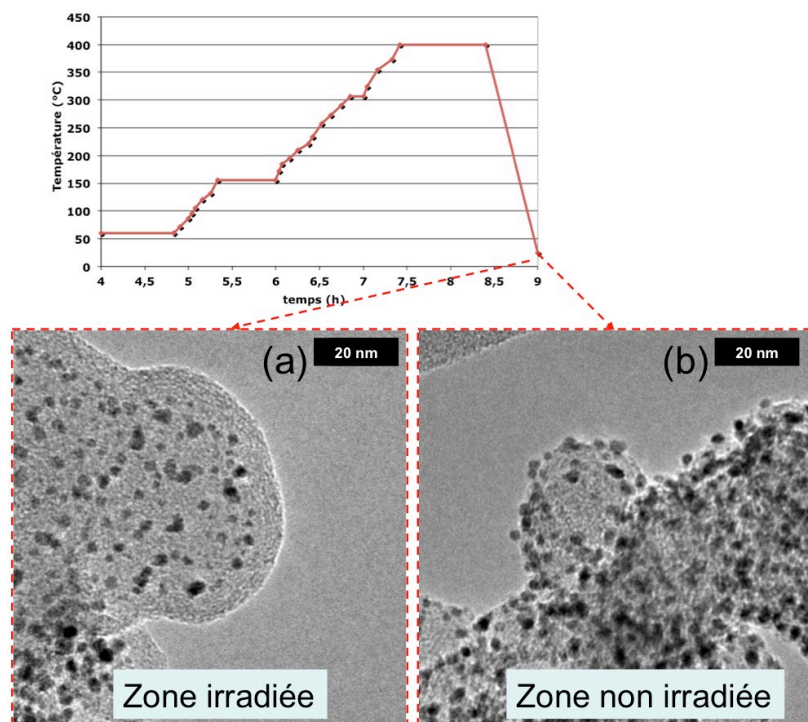 450
400
350
300
250
200
150
100
50
0
Température (°C)
4 4,5 5 5,5 6 6,5 7 7,5 8 8,5 9
temps (h)
(a) 20 nm
(b) 20 nm
Zone irradiée
Zone non irradiée